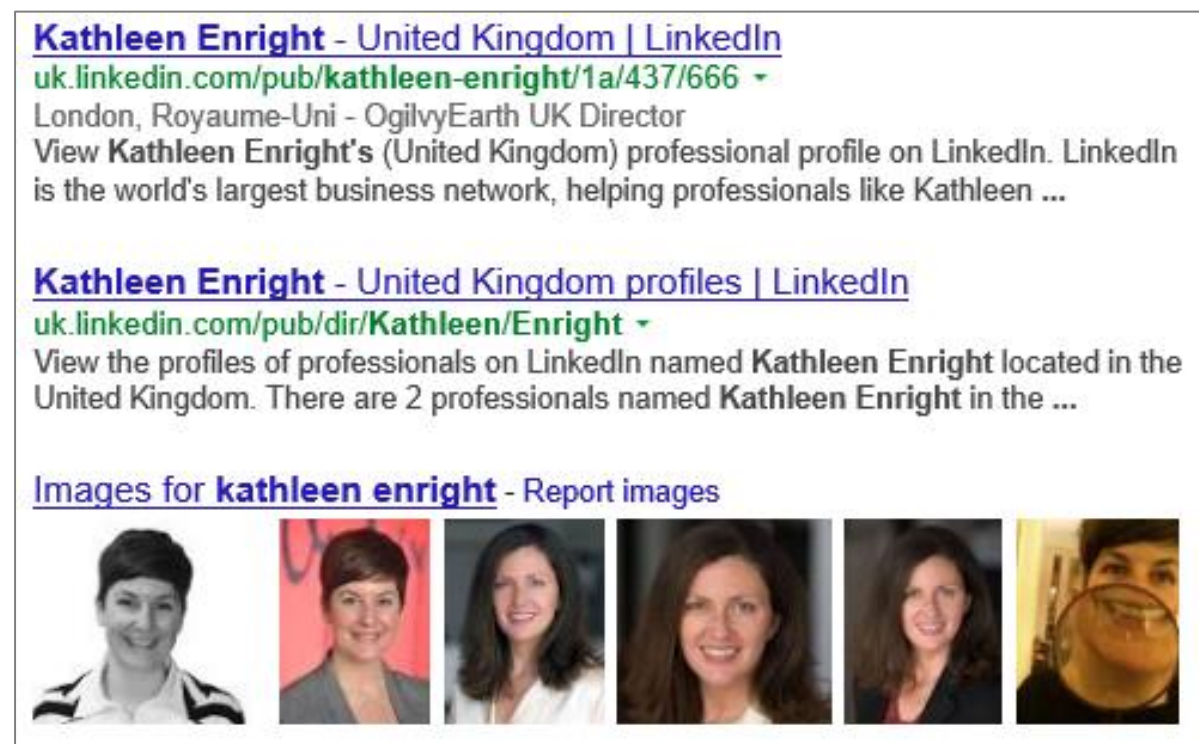 Kathleen Enright - United Kingdom | LinkedIn
uk.linkedin.com/pub/kathleen-enright/1a/437/666
London, Royaume-Uni - OgilvyEarth UK Director
View Kathleen Enright's (United Kingdom) professional profile on LinkedIn. LinkedIn
is the world's largest business network, helping professionals like Kathleen ...
Kathleen Enright - United Kingdom profiles | LinkedIn
uk.linkedin.com/pub/dir/Kathleen/Enright
View the profiles of professionals on LinkedIn named Kathleen Enright located in the
United Kingdom. There are 2 professionals named Kathleen Enright in the ...
Images for kathleen enright - Report images